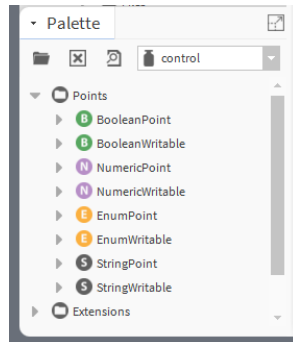 Palette
control
Points
B BooleanPoint
B BooleanWritable
N NumericPoint
N NumericWritable
E EnumPoint
E EnumWritable
S StringPoint
S StringWritable
Extensions